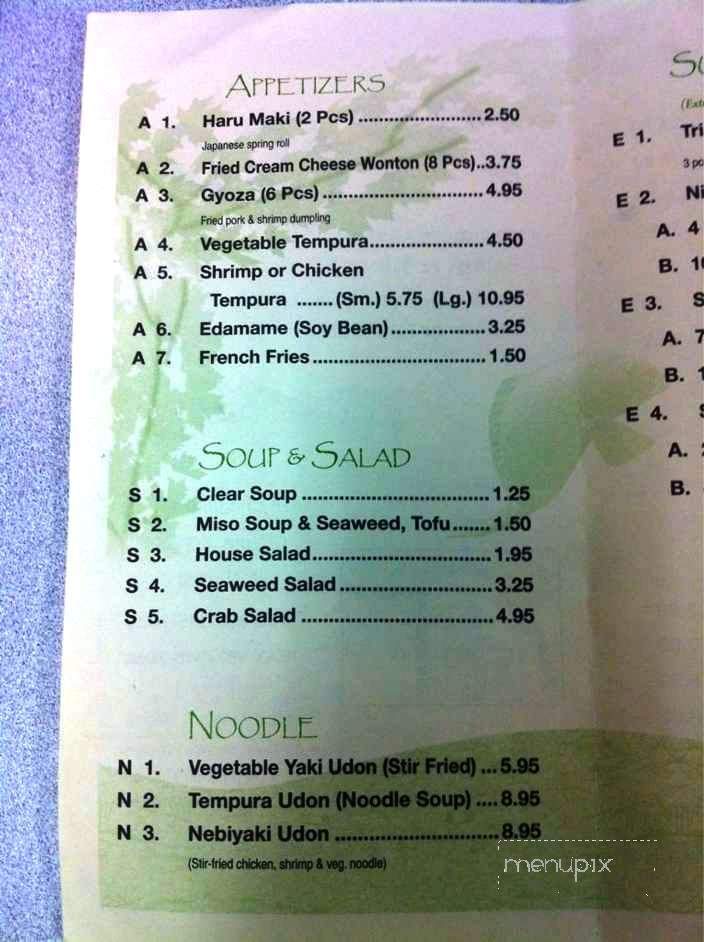 APPETIZERS
A 1. Haru Maki (2 Pcs) ........................ 2.50
Japanese spring roll
A 2. Fried Cream Cheese Wonton (8 Pcs)..3.75
A 3. Gyoza (6 Pcs) ............................... 4.95
Fried pork & shrimp dumpling
A 4. Vegetable Tempura...................... 4.50
A 5. Shrimp or Chicken
Tempura ....... (Sm.) 5.75 (Lg.) 10.95
A 6. Edamame (Soy Bean).................. 3.25
A 7. French Fries ................................. 1.50
SOUP & SALAD
S 1. Clear Soup .................................... 1.25
S 2. Miso Soup & Seaweed, Tofu ....... 1.50
S 3. House Salad.................................. 1.95
S 4. Seaweed Salad ............................. 3.25
S 5. Crab Salad ..................................... 4.95
NOODLE
N 1. Vegetable Yaki Udon (Stir Fried) ... 5.95
N 2. Tempura Udon (Noodle Soup) .... 8.95
N 3. Nebiyaki Udon ............................... 8.95
(Stir-fried chicken, shrimp & veg. noodle)
E 1.
E 2.
A. 4
B.
E 3.
A. 7
B.
E 4.
A.
B.
menupix